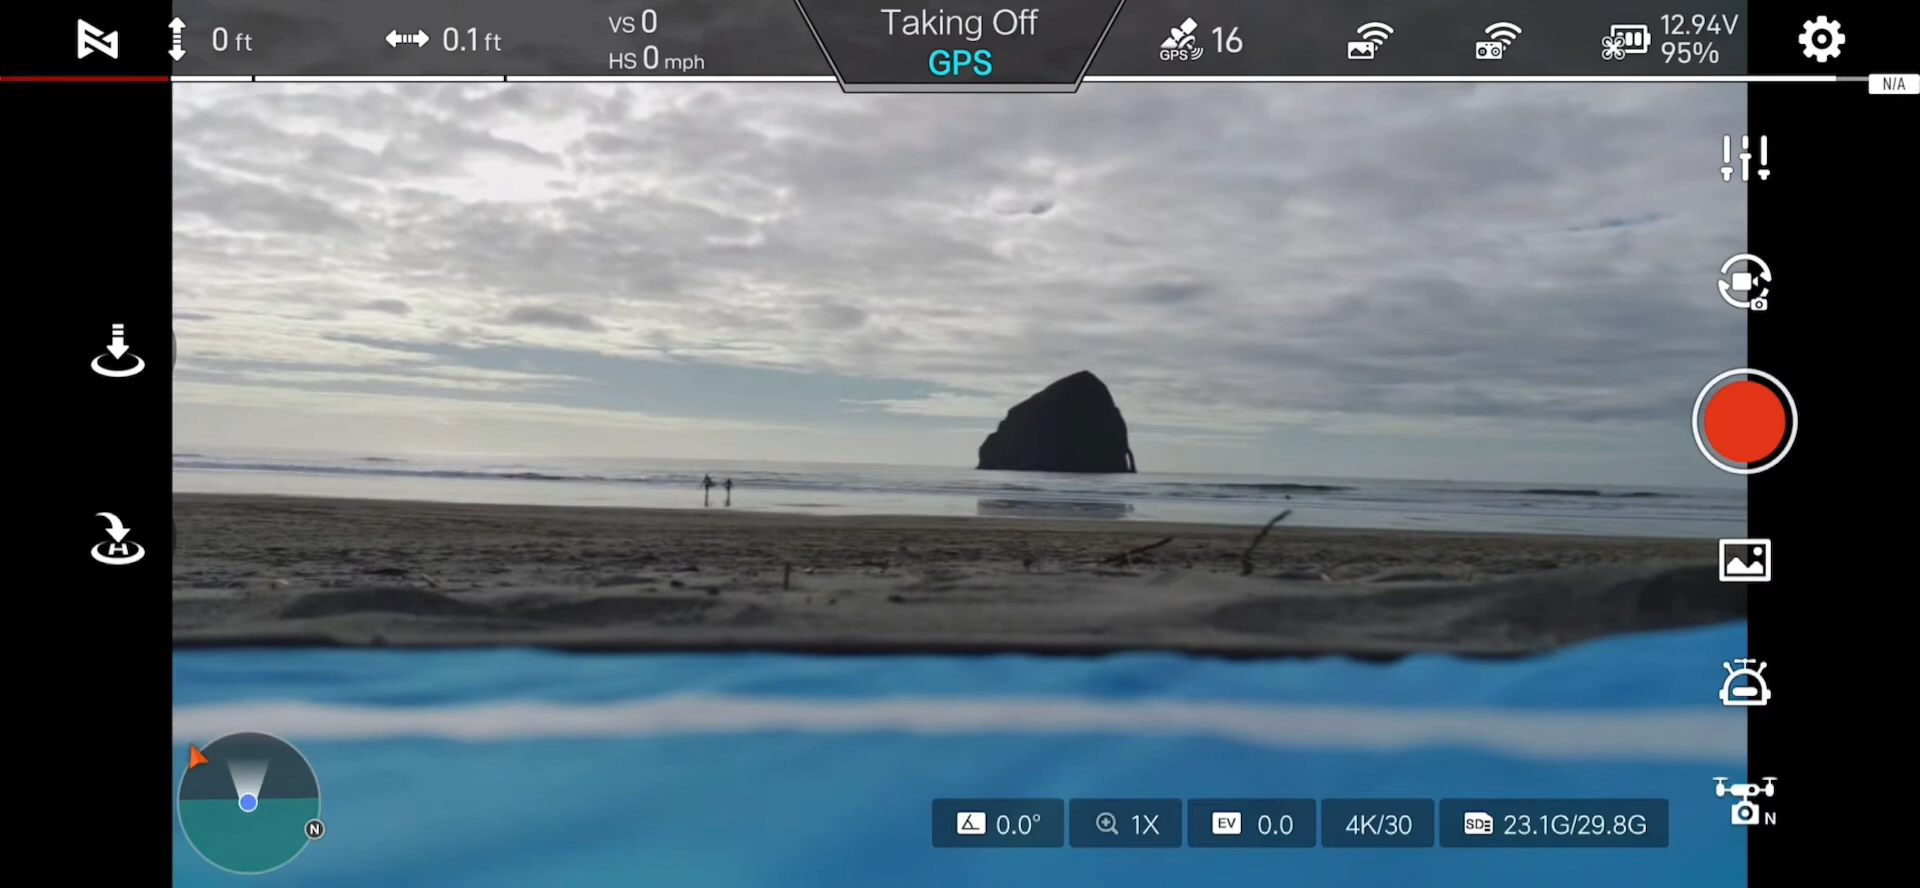 0 ft
0.1 ft
VS 0
HS 0 mph
Taking Off
GPS
GPS
16
12.94V
95%
N/A
N
N
0.0°
1X
EV 0.0
4K/30
SD 23.1G/29.8G
H